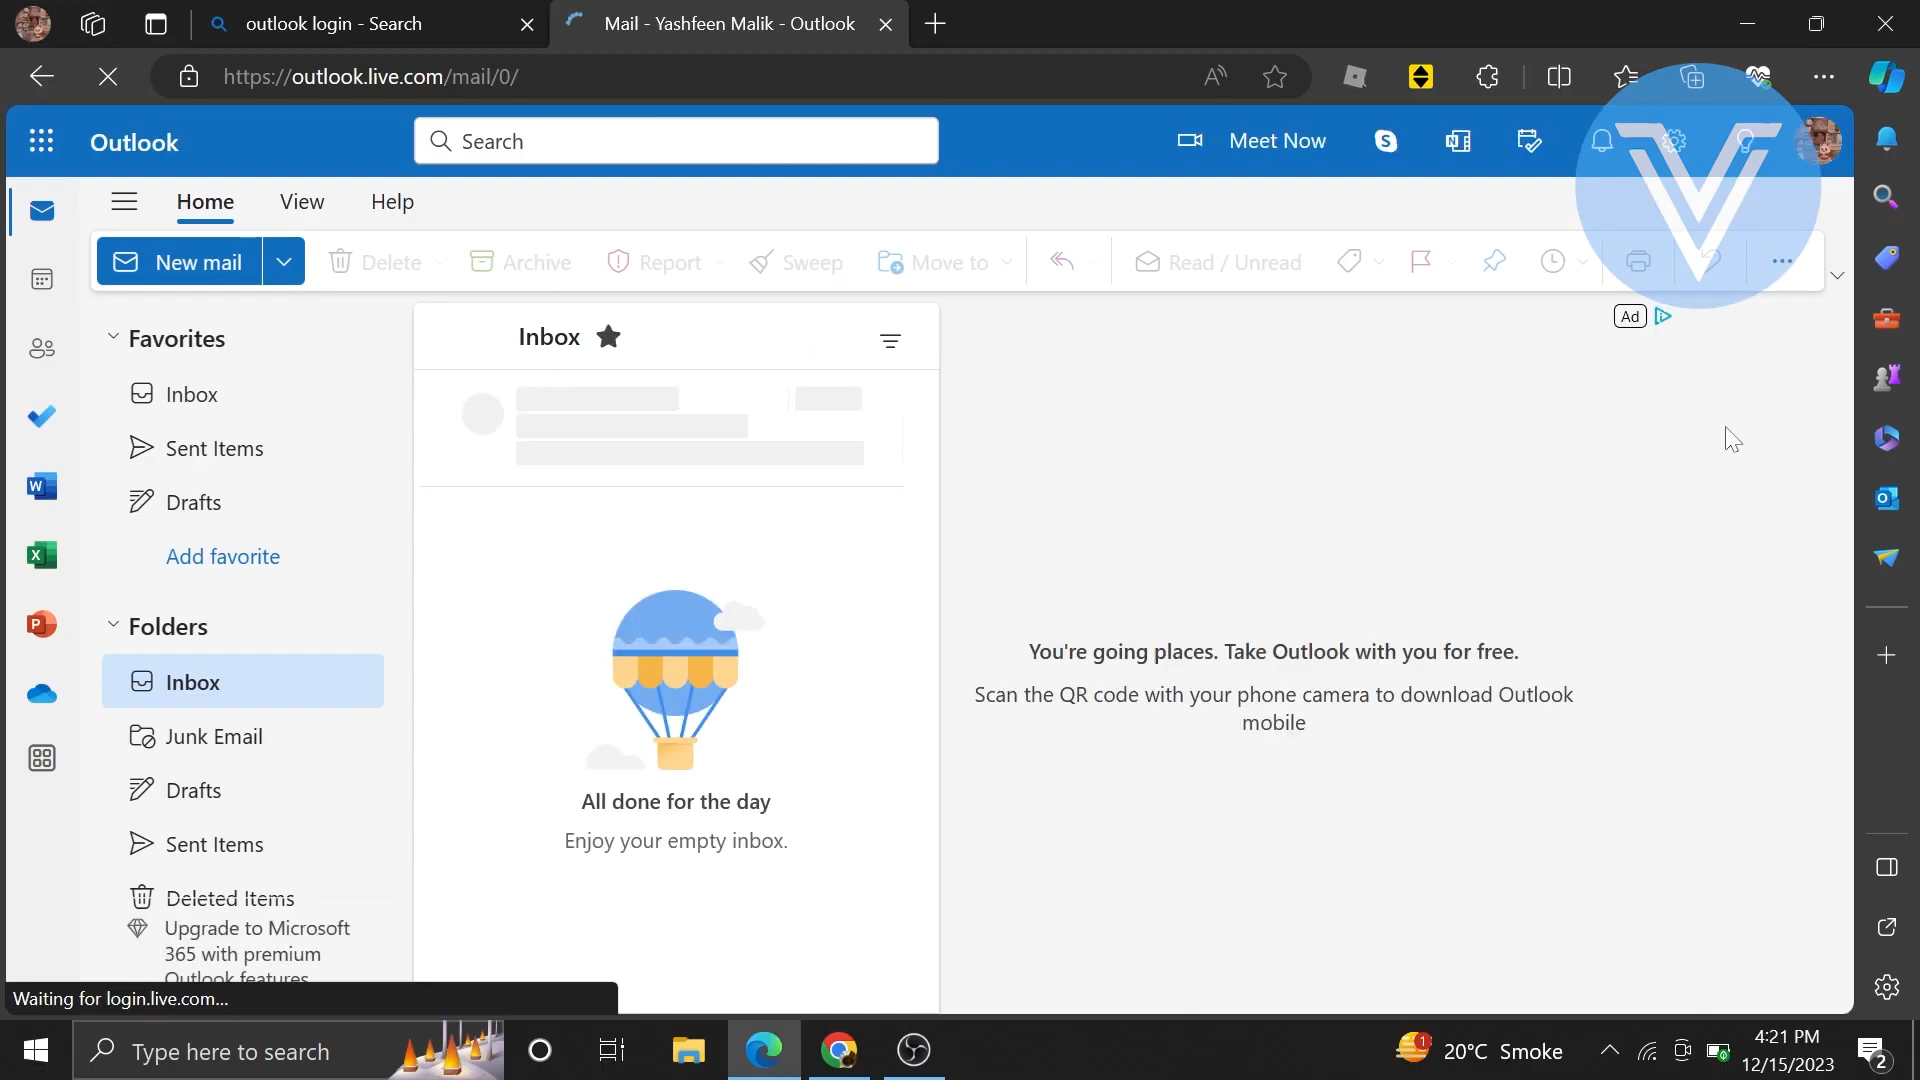 outlook login - Search
Mail - Yashfeen Malik - Outlook
https://outlook.live.com/mail/0/
Outlook
Search
Meet Now
Home
View
Help
New mail
Delete
Archive
Report
Sweep
Move to
Read / Unread
Favorites
Inbox
Sent Items
Drafts
Add favorite
Folders
Inbox
Junk Email
Drafts
Sent Items
Deleted Items
Upgrade to Microsoft
365 with premium
Outlook features
Inbox
All done for the day
Enjoy your empty inbox.
Ad
You're going places. Take Outlook with you for free.
Scan the QR code with your phone camera to download Outlook
mobile
Waiting for login.live.com...
Type here to search
1
20°C Smoke
4:21 PM
12/15/2023
2